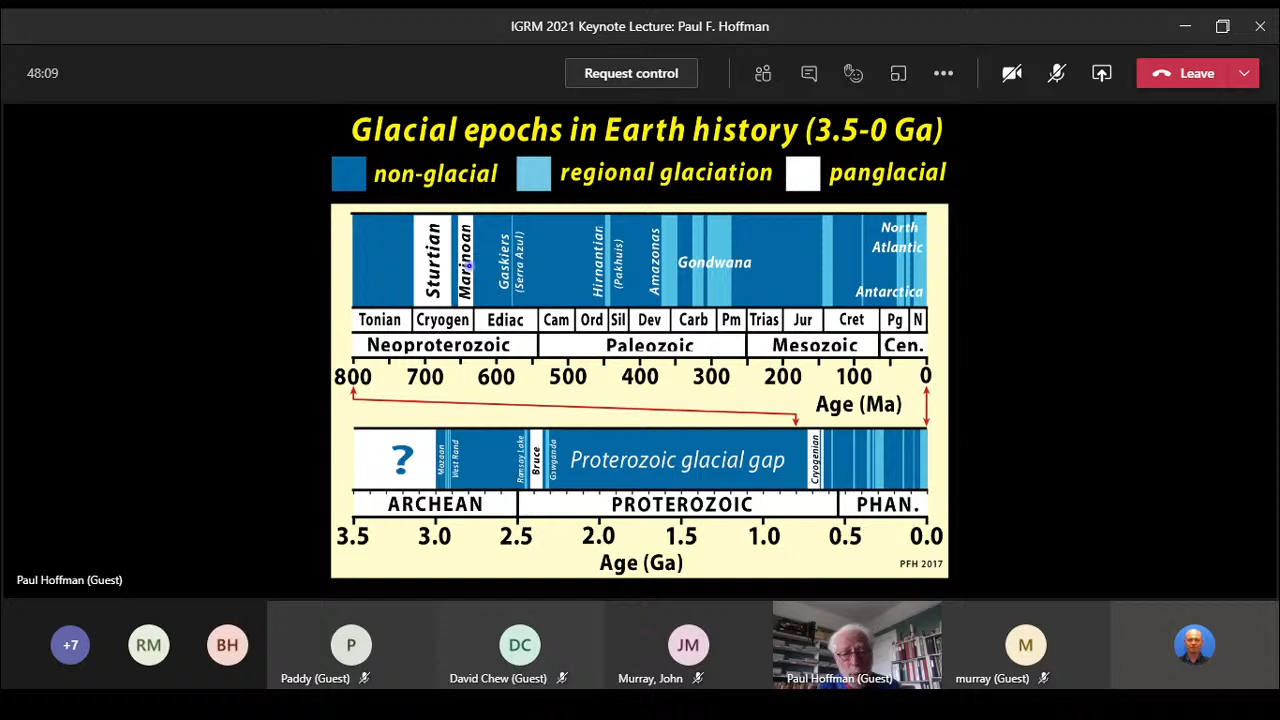 IGRM 2021 Keynote Lecture: Paul F. Hoffman
48:09
Request control
Leave
Glacial epochs in Earth history (3.5-0 Ga)
non-glacial regional glaciation panglacial
Sturtian
Marinoan
Gaskiers
(Serra Azul)
Hirnantian
(Pakhuis)
Amazonas
Gondwana
North
Atlantic
Antarctica
Tonian Cryogen Ediac Cam Ord Sil Dev Carb Pm Trias Jur Cret Pg N
Neoproterozoic Paleozoic Mesozoic Cen.
800 700 600 500 400 300 200 100 0
Age (Ma)
?
Mozaan
West Rand
Ramsay Lake
Bruce
Gowganda
Proterozoic glacial gap
Cryogenian
ARCHEAN PROTEROZOIC PHAN.
3.5 3.0 2.5 2.0 1.5 1.0 0.5 0.0
Age (Ga)
PFH 2017
Paul Hoffman (Guest)
+7
RM
BH
P
Paddy (Guest)
DC
David Chew (Guest)
JM
Murray, John
Paul Hoffman (Guest)
M
murray (Guest)